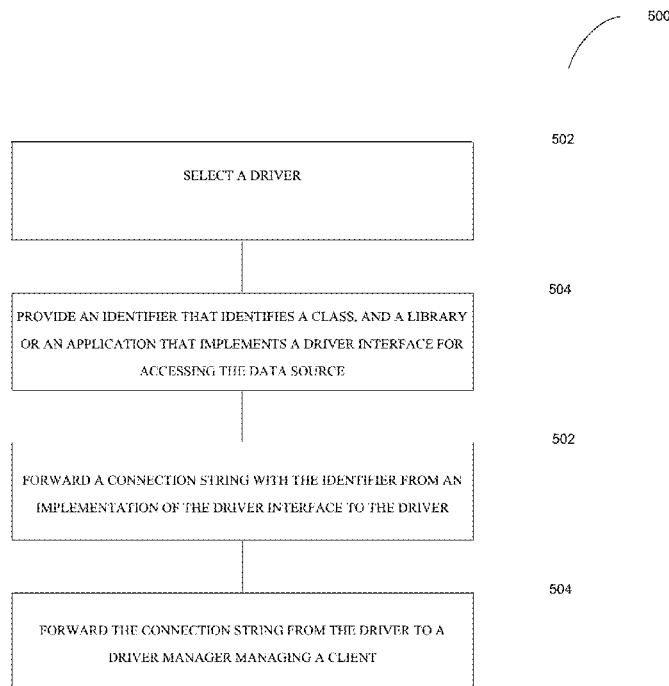 500
502
SELECT A DRIVER
504
PROVIDE AN IDENTIFIER THAT IDENTIFIES A CLASS, AND A LIBRARY
OR AN APPLICATION THAT IMPLEMENTS A DRIVER INTERFACE FOR
ACCESSING THE DATA SOURCE
502
FORWARD A CONNECTION STRING WITH THE IDENTIFIER FROM AN
IMPLEMENTATION OF THE DRIVER INTERFACE TO THE DRIVER
504
FORWARD THE CONNECTION STRING FROM THE DRIVER TO A
DRIVER MANAGER MANAGING A CLIENT